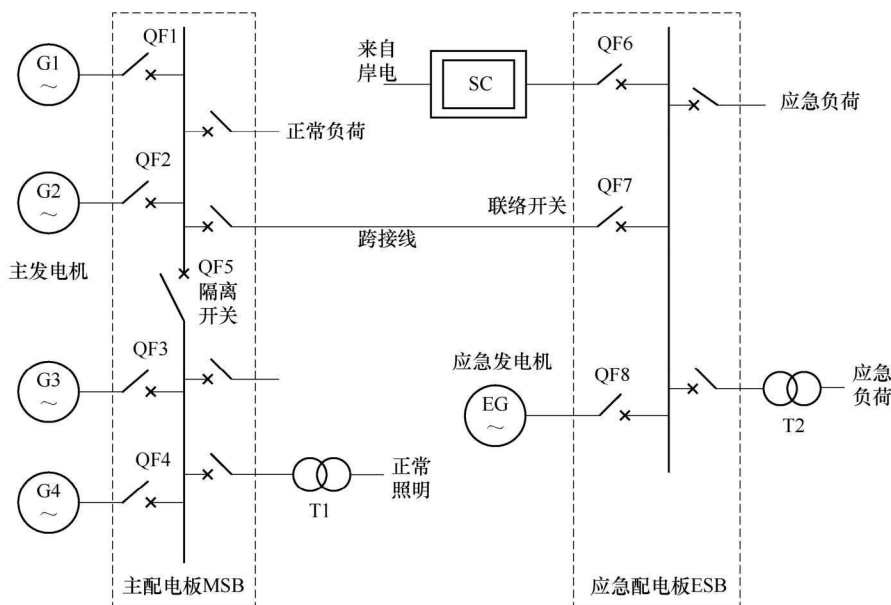 G1
~
QF1
正常负荷
G2
~
QF2
主发电机
跨接线
QF5
隔离
开关
G3
~
QF3
G4
~
QF4
T1
正常
照明
主配电板MSB
来自
岸电
SC
QF6
应急负荷
联络开关
QF7
应急发电机
EG
~
QF8
T2
应急
负荷
应急配电板ESB